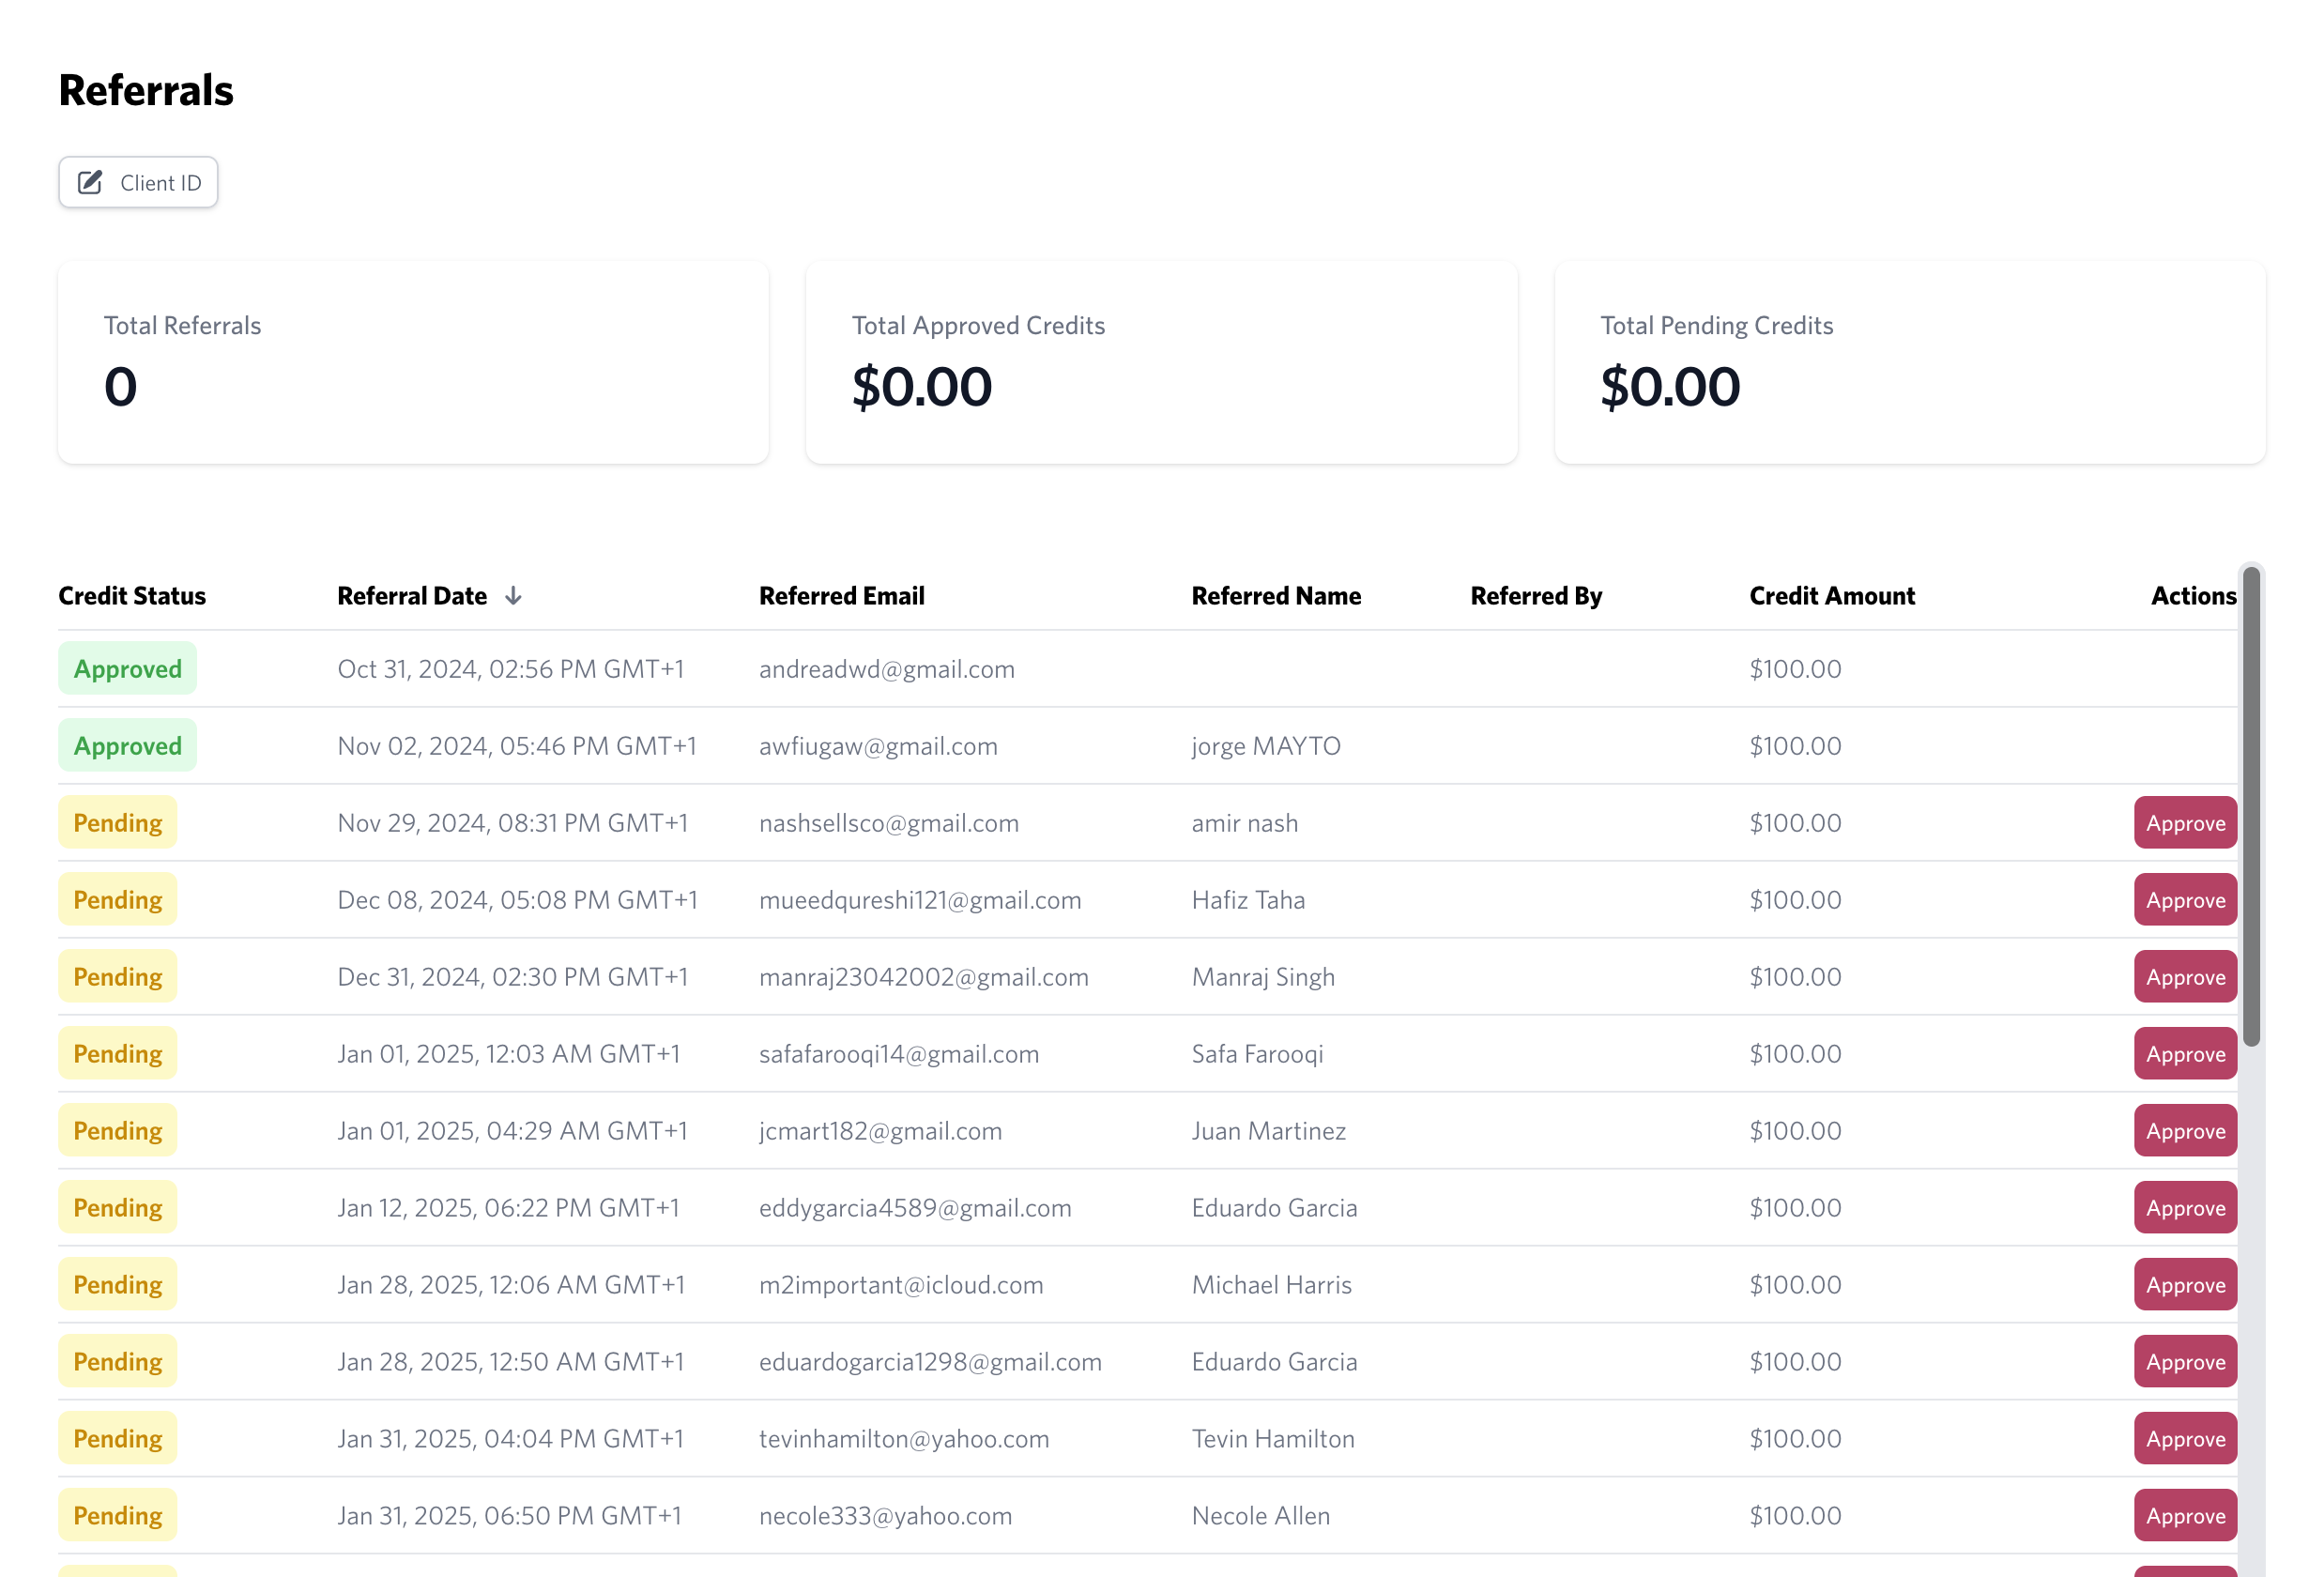 Referrals
Client ID
Total Referrals
0
Total Approved Credits
$0.00
Total Pending Credits
$0.00
Credit Status Referral Date Referred Email Referred Name Referred By Credit Amount Actions
Approved Oct 31, 2024, 02:56 PM GMT+1 andreadwd@gmail.com $100.00
Approved Nov 02, 2024, 05:46 PM GMT+1 awfiugaw@gmail.com jorge MAYTO $100.00
Pending Nov 29, 2024, 08:31 PM GMT+1 nashsellsco@gmail.com amir nash $100.00 Approve
Pending Dec 08, 2024, 05:08 PM GMT+1 mueedqureshi121@gmail.com Hafiz Taha $100.00 Approve
Pending Dec 31, 2024, 02:30 PM GMT+1 manraj23042002@gmail.com Manraj Singh $100.00 Approve
Pending Jan 01, 2025, 12:03 AM GMT+1 safafarooqi14@gmail.com Safa Farooqi $100.00 Approve
Pending Jan 01, 2025, 04:29 AM GMT+1 jcmart182@gmail.com Juan Martinez $100.00 Approve
Pending Jan 12, 2025, 06:22 PM GMT+1 eddygarcia4589@gmail.com Eduardo Garcia $100.00 Approve
Pending Jan 28, 2025, 12:06 AM GMT+1 m2important@icloud.com Michael Harris $100.00 Approve
Pending Jan 28, 2025, 12:50 AM GMT+1 eduardogarcia1298@gmail.com Eduardo Garcia $100.00 Approve
Pending Jan 31, 2025, 04:04 PM GMT+1 tevinhamilton@yahoo.com Tevin Hamilton $100.00 Approve
Pending Jan 31, 2025, 06:50 PM GMT+1 necole333@yahoo.com Necole Allen $100.00 Approve